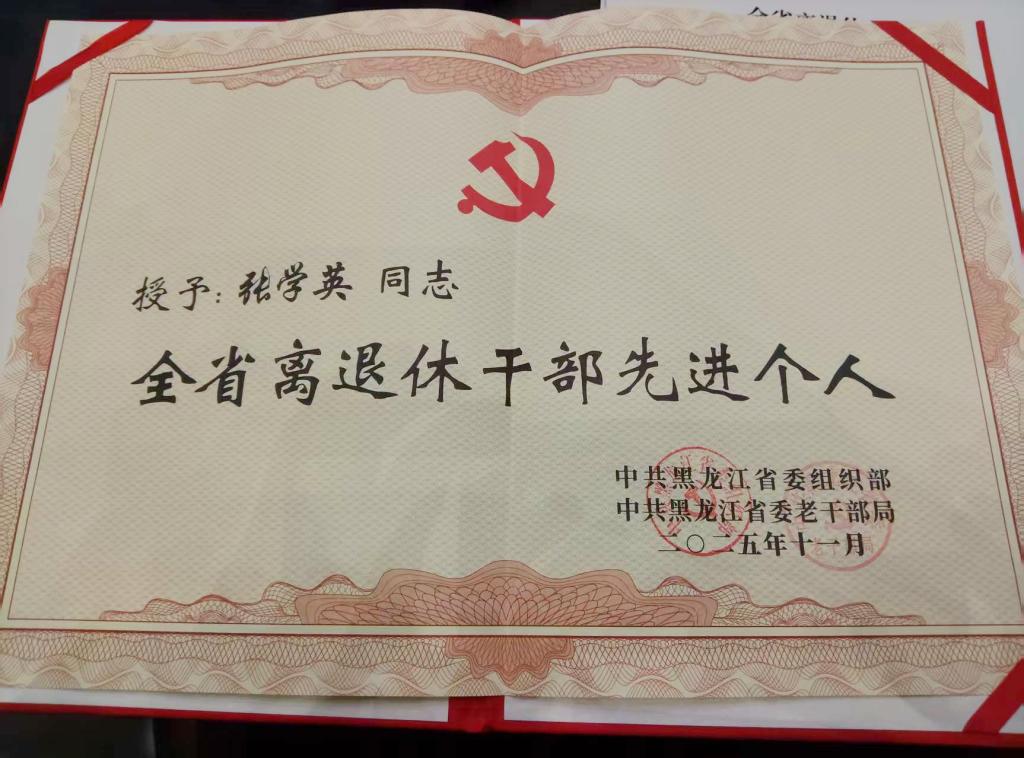 授予：张学英 同志
全省离退休干部先进个人
中共黑龙江省委组织部
中共黑龙江省委老干部局
二〇二五年十一月